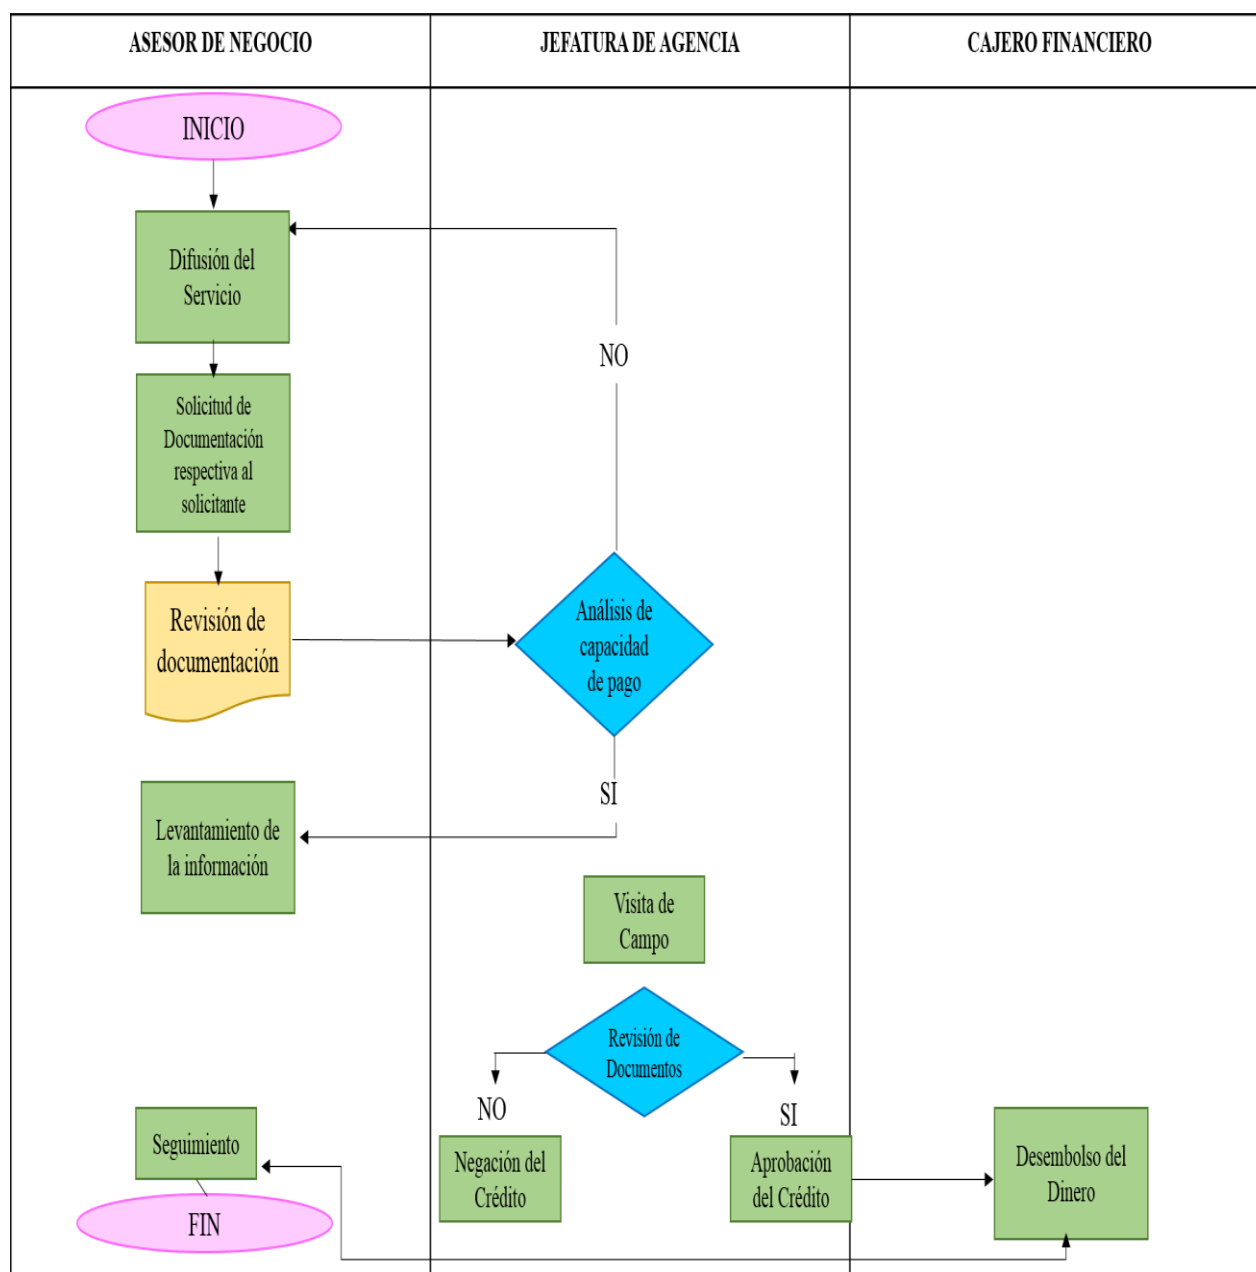 ASESOR DE NEGOCIO
JEFATURA DE AGENCIA
CAJERO FINANCIERO
INICIO
Difusión del
Servicio
NO
Solicitud de
Documentación
respectiva al
solicitante
Revisión de
documentación
Análisis de
capacidad
de pago
SI
Levantamiento de
la información
Visita de
Campo
Revisión de
Documentos
NO
SI
Seguimiento
Negación del
Crédito
Aprobación
del Crédito
Desembolso del
Dinero
FIN